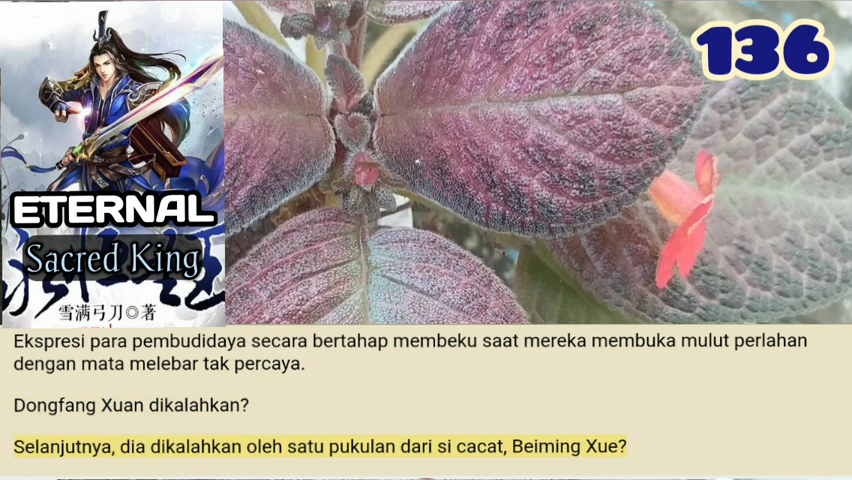 136
ETERNAL
Sacred King
雪满弓刀◎著
Ekspresi para pembudidaya secara bertahap membeku saat mereka membuka mulut perlahan
dengan mata melebar tak percaya.
Dongfang Xuan dikalahkan?
Selanjutnya, dia dikalahkan oleh satu pukulan dari si cacat, Beiming Xue?